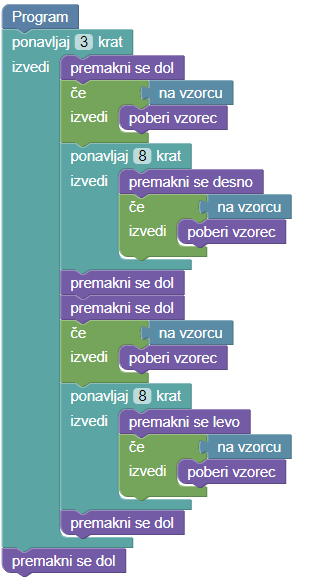 Program
ponavljaj 3 krat
izvedi premakni se dol
če na vzorcu
izvedi poberi vzorec
ponavljaj 8 krat
izvedi premakni se desno
če na vzorcu
izvedi poberi vzorec
premakni se dol
premakni se dol
če na vzorcu
izvedi poberi vzorec
ponavljaj 8 krat
izvedi premakni se levo
če na vzorcu
izvedi poberi vzorec
premakni se dol
premakni se dol